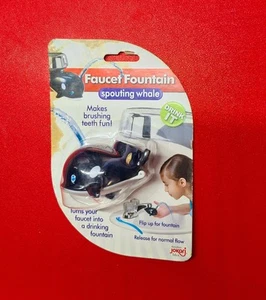 Faucet Fountain
spouting whale
Makes
brushing
teeth fun!
Turns your
faucet into
a drinking
fountain
Flip up for fountain
Release for normal flow
jokari